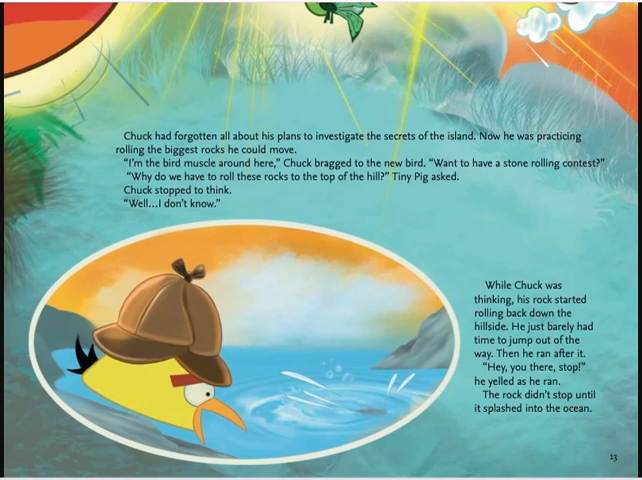 Chuck had forgotten all about his plans to investigate the secrets of the island. Now he was practicing
rolling the biggest rocks he could move.
“I’m the bird muscle around here,” Chuck bragged to the new bird. “Want to have a stone rolling contest?”
“Why do we have to roll these rocks to the top of the hill?” Tiny Pig asked.
Chuck stopped to think.
“Well...I don’t know.”
While Chuck was
thinking, his rock started
rolling back down the
hillside. He just barely had
time to jump out of the
way. Then he ran after it.
“Hey, you there, stop!”
he yelled as he ran.
The rock didn’t stop until
it splashed into the ocean.
13